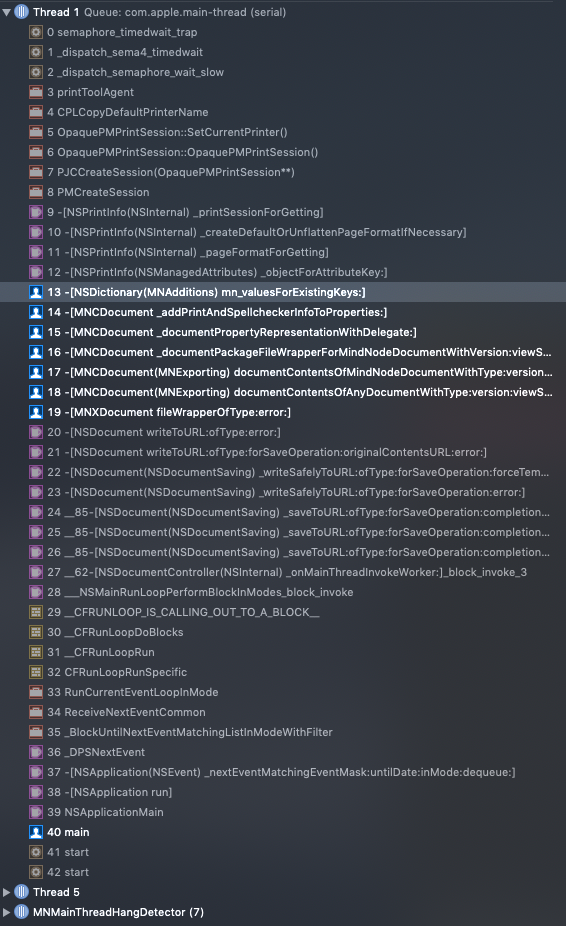 Thread 1 Queue: com.apple.main-thread (serial)
0 semaphore_timedwait_trap
1 _dispatch_sema4_timedwait
2 _dispatch_semaphore_wait_slow
3 printToolAgent
4 CPLCopyDefaultPrinterName
5 OpaquePMPrintSession::SetCurrentPrinter()
6 OpaquePMPrintSession::OpaquePMPrintSession()
7 PJCCreateSession(OpaquePMPrintSession**)
8 PMCreateSession
9 -[NSPrintInfo(NSInternal) _printSessionForGetting]
10 -[NSPrintInfo(NSInternal) _createDefaultOrUnflattenPageFormatIfNecessary]
11 -[NSPrintInfo(NSInternal) _pageFormatForGetting]
12 -[NSPrintInfo(NSManagedAttributes) _objectForAttributeKey:]
13 -[NSDictionary(MNAdditions) mn_valuesForExistingKeys:]
14 -[MNCDocument _addPrintAndSpellcheckerInfoToProperties:]
15 -[MNCDocument _documentPropertyRepresentationWithDelegate:]
16 -[MNCDocument _documentPackageFileWrapperForMindNodeDocumentWithVersion:viewS...
17 -[MNCDocument(MNExporting) documentContentsOfMindNodeDocumentWithType:version...
18 -[MNCDocument(MNExporting) documentContentsOfAnyDocumentWithType:version:viewS...
19 -[MNXDocument fileWrapperOfType:error:]
20 -[NSDocument writeToURL:ofType:error:]
21 -[NSDocument writeToURL:ofType:forSaveOperation:originalContentsURL:error:]
22 -[NSDocument(NSDocumentSaving) _writeSafelyToURL:ofType:forSaveOperation:forceTem...
23 -[NSDocument(NSDocumentSaving) _writeSafelyToURL:ofType:forSaveOperation:error:]
24 __85-[NSDocument(NSDocumentSaving) _saveToURL:ofType:forSaveOperation:completion...
25 __85-[NSDocument(NSDocumentSaving) _saveToURL:ofType:forSaveOperation:completion...
26 __85-[NSDocument(NSDocumentSaving) _saveToURL:ofType:forSaveOperation:completion...
27 __62-[NSDocumentController(NSInternal) _onMainThreadInvokeWorker:]_block_invoke_3
28 ___NSMainRunLoopPerformBlockInModes_block_invoke
29 __CFRUNLOOP_IS_CALLING_OUT_TO_A_BLOCK__
30 __CFRunLoopDoBlocks
31 __CFRunLoopRun
32 CFRunLoopRunSpecific
33 RunCurrentEventLoopInMode
34 ReceiveNextEventCommon
35 _BlockUntilNextEventMatchingListInModeWithFilter
36 _DPSNextEvent
37 -[NSApplication(NSEvent) _nextEventMatchingEventMask:untilDate:inMode:dequeue:]
38 -[NSApplication run]
39 NSApplicationMain
40 main
41 start
42 start
Thread 5
MNMainThreadHangDetector (7)